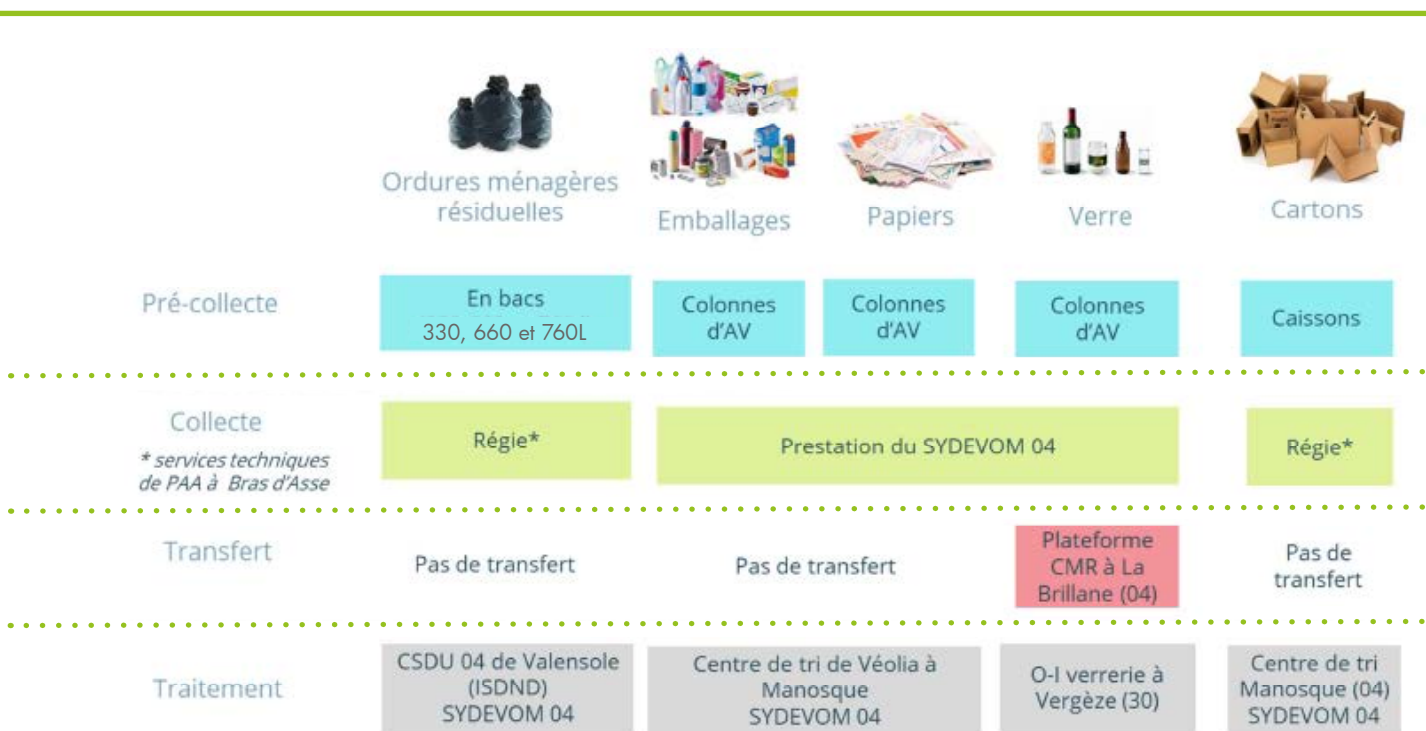 Ordures ménagères
résiduelles
Emballages
Papiers
Verre
Cartons
Pré-collecte
En bacs
330, 660 et 760L
Colonnes
d'AV
Colonnes
d'AV
Colonnes
d'AV
Caissons
Collecte
* services techniques
de PAA à Bras d'Asse
Régie*
Prestation du SYDEVOM 04
Régie*
Transfert
Pas de transfert
Pas de transfert
Plateforme
CMR à La
Brillane (04)
Pas de
transfert
Traitement
CSDU 04 de Valensole
(ISDND)
SYDEVOM 04
Centre de tri de Véolia à
Manosque
SYDEVOM 04
O-I verrerie à
Vergèze (30)
Centre de tri
Manosque (04)
SYDEVOM 04